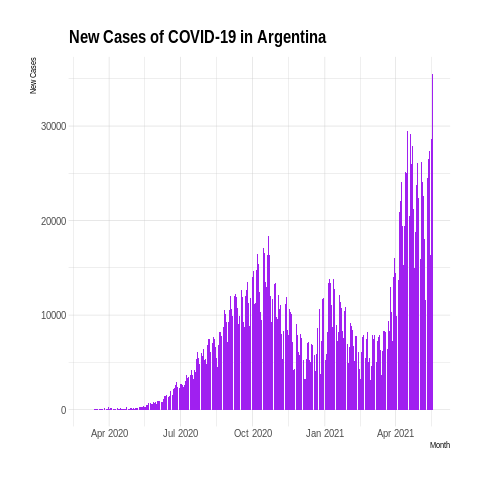 New Cases of COVID-19 in Argentina
New Cases
30000
20000
10000
0
Apr 2020 Jul 2020 Oct 2020 Jan 2021 Apr 2021
Month